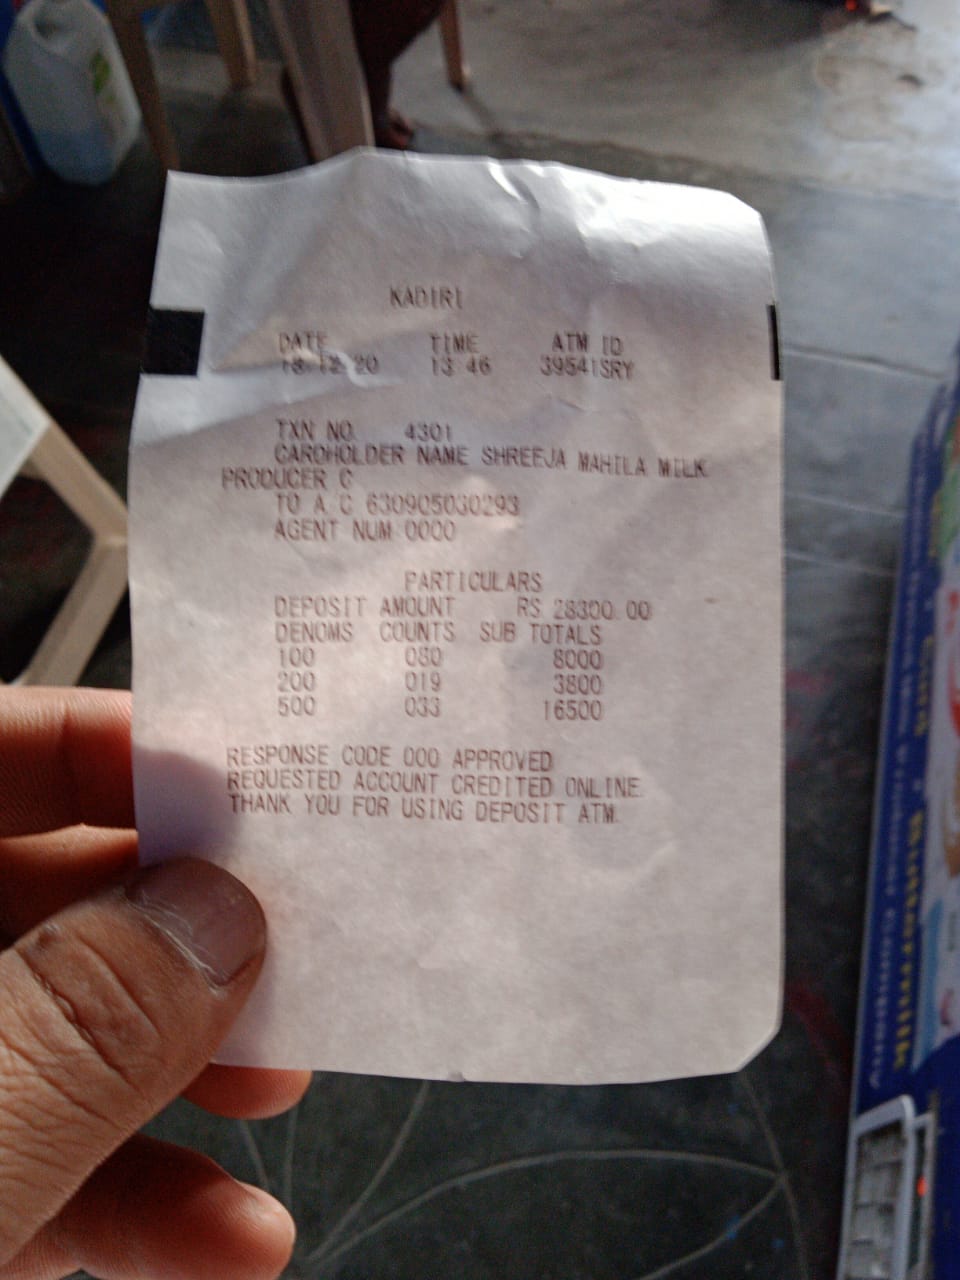 KADIRI
DATE TIME ATM ID
18 12 20 13 46 39541SRY
TXN NO. 4301
CARDHOLDER NAME SHREEJA MAHILA MILK
PRODUCER C
TO A C 630905030293
AGENT NUM 0000
PARTICULARS
DEPOSIT AMOUNT RS 28300.00
DENOMS COUNTS SUB TOTALS
100 080 8000
200 019 3800
500 033 16500
RESPONSE CODE 000 APPROVED
REQUESTED ACCOUNT CREDITED ONLINE.
THANK YOU FOR USING DEPOSIT ATM.
Buttermilk